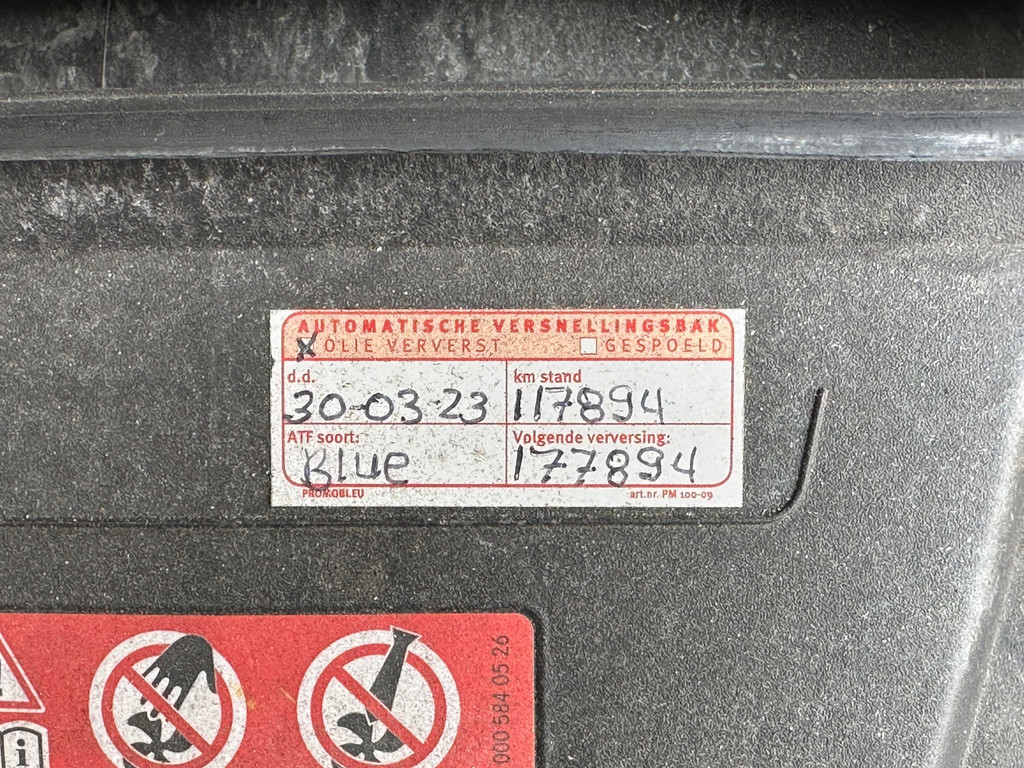 AUTOMATISCHE VERSNELLINGSBAK
OLIE VERVERST GESPOELD
d.d. km stand
30-03-23 117894
ATF soort: Volgende verversing:
Blue 177894
PROMOBLEU art.nr. PM 100-09
000 584 05 26
i